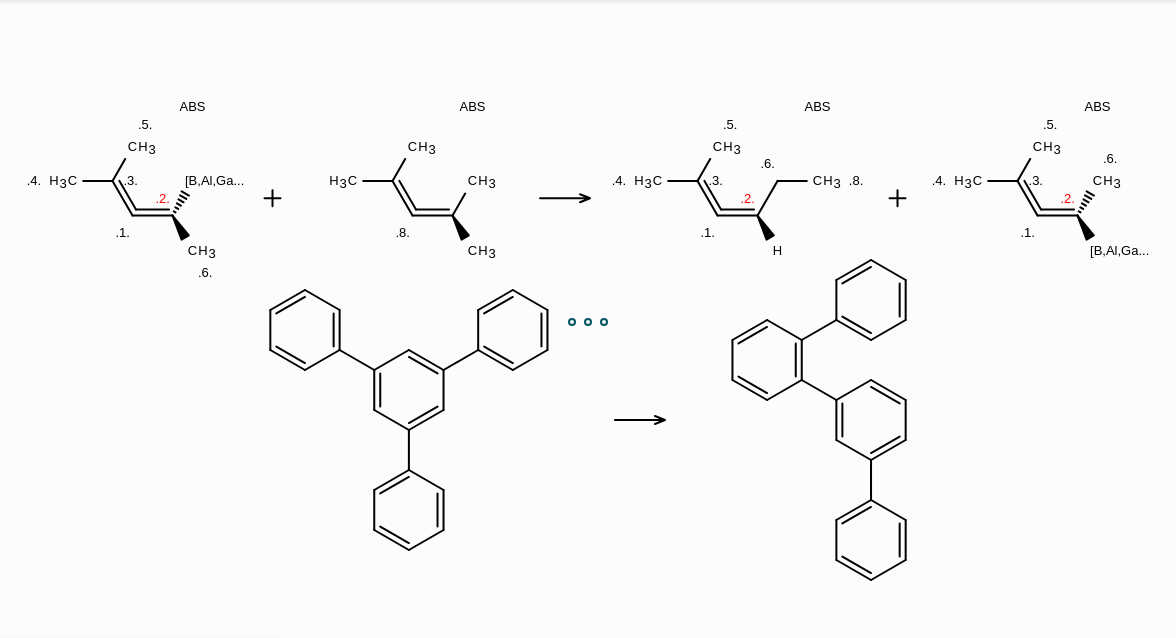 ABS ABS ABS ABS
.5. .5. .5.
CH3 CH3 CH3 CH3
.6. .6.
.4. H3C .3. [B,Al,Ga... H3C CH3 .4. H3C .3. CH3 .8. .4. H3C .3. CH3
.2. + → .2. + .2.
.1. .8. .1. .1.
CH3 CH3 H [B,Al,Ga...
.6.